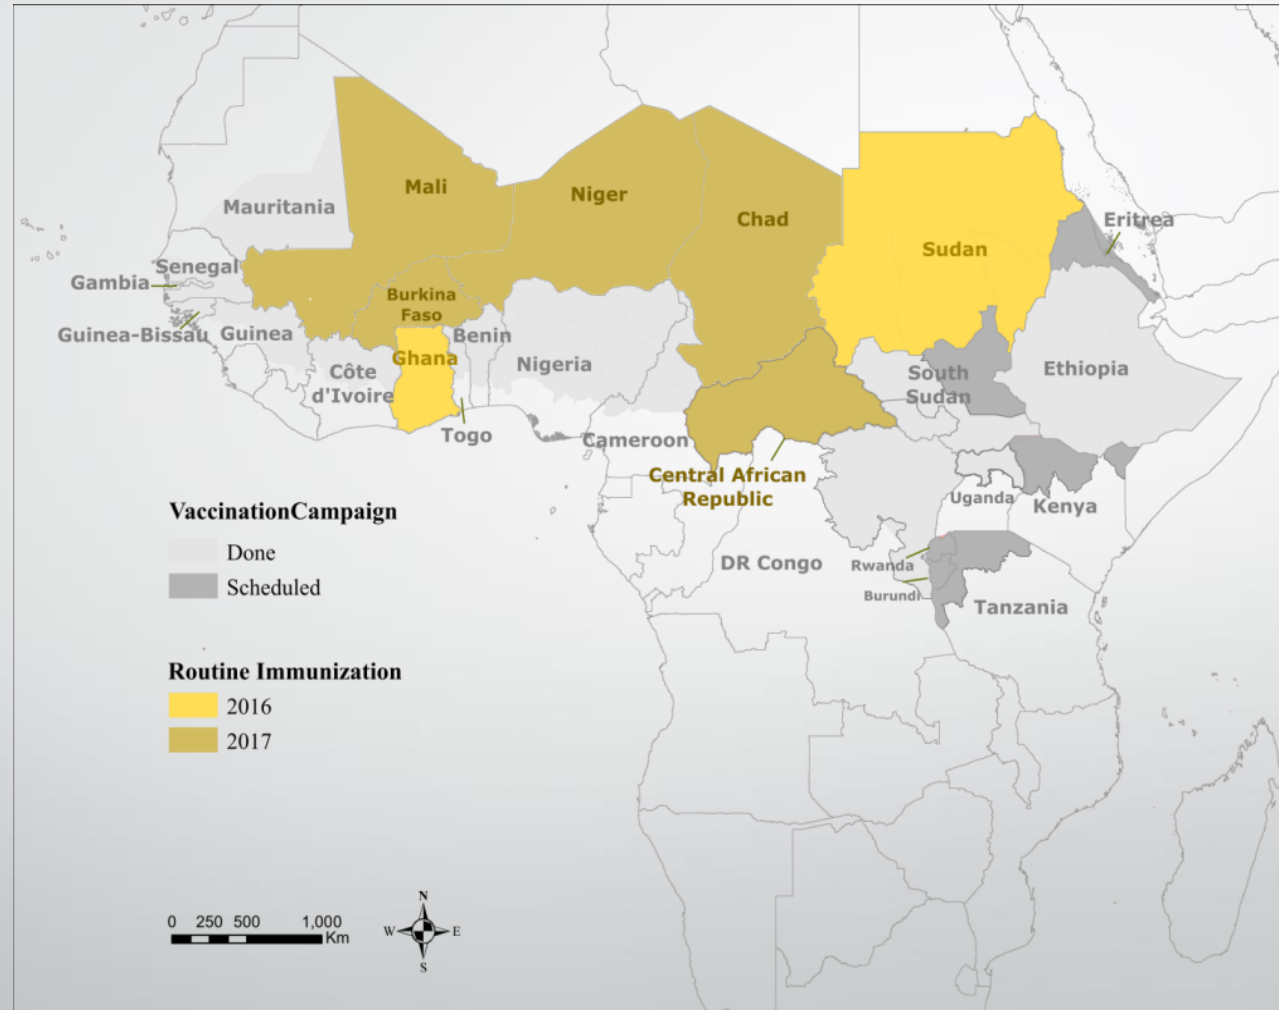 Mali
Niger
Chad
Mauritania
Sudan
Eritrea
Senegal
Gambia
Burkina
Faso
Guinea-Bissau
Guinea
Benin
Ghana
Nigeria
Côte
d'Ivoire
South
Sudan
Ethiopia
Togo
Cameroon
Central African
Republic
Uganda
Kenya
DR Congo
Rwanda
Burundi
Tanzania
VaccinationCampaign
Done
Scheduled
Routine Immunization
2016
2017
0 250 500 1,000
Km
N
W E
S